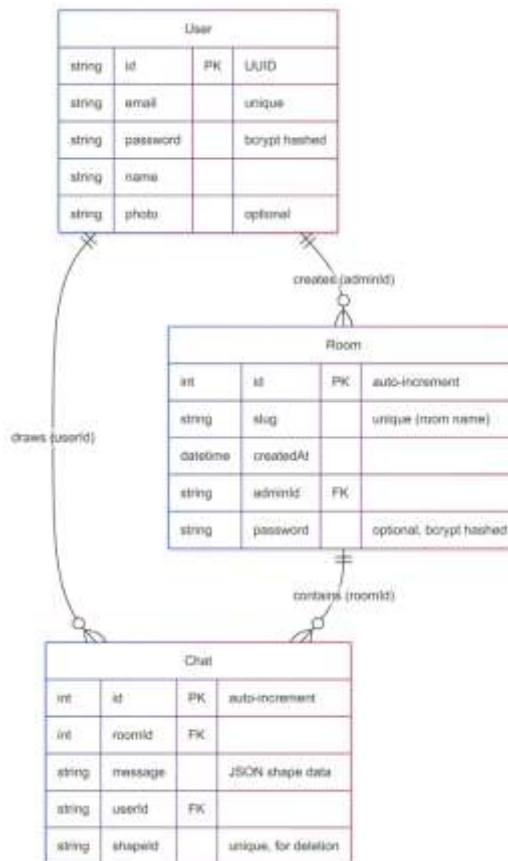 User
string id PK UUID
string email unique
string password bcrypt hashed
string name
string photo optional
creates (adminId)
Room
int id PK auto-increment
string slug unique (room name)
datetime createdAt
string adminId FK
string password optional, bcrypt hashed
draws (userId)
contains (roomId)
Chat
int id PK auto-increment
int roomId FK
string message JSON shape data
string userId FK
string shapeId unique, for deletion